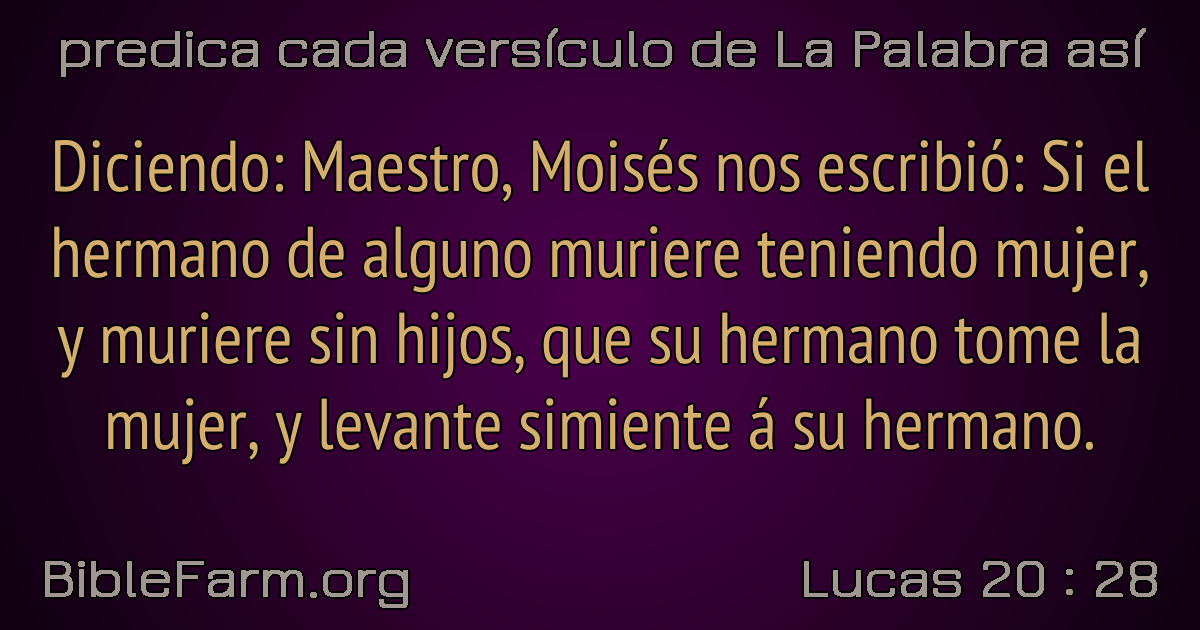 predica cada versículo de La Palabra así
Diciendo: Maestro, Moisés nos escribió: Si el
hermano de alguno muriere teniendo mujer,
y muriere sin hijos, que su hermano tome la
mujer, y levante simiente á su hermano.
BibleFarm.org
Lucas 20 : 28